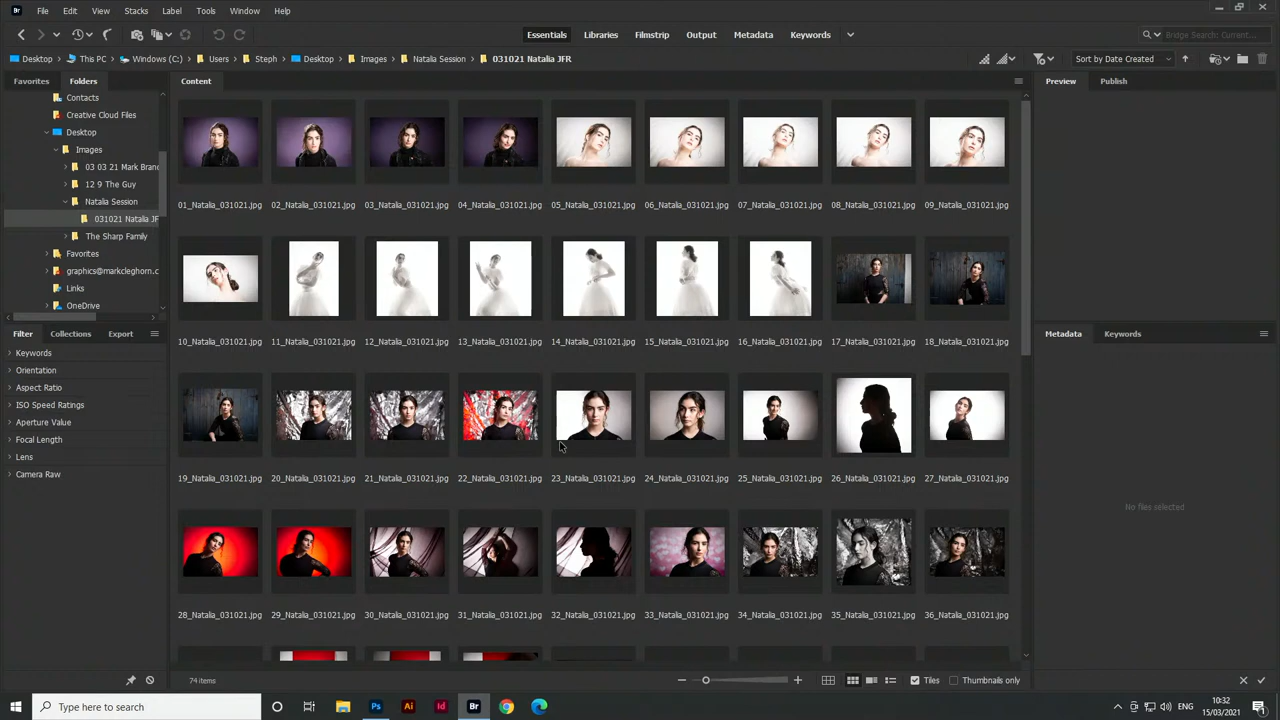 Br File Edit View Stacks Label Tools Window Help
Essentials Libraries Filmstrip Output Metadata Keywords Bridge Search: Current...
Desktop This PC Windows (C:) Users Steph Desktop Images Natalia Session 031021 Natalia JFR Sort by Date Created
Favorites Folders Content Preview Publish
Contacts
Creative Cloud Files
Desktop
Images
03 03 21 Mark Brand
12 9 The Guy
Natalia Session
031021 Natalia JF
The Sharp Family
Favorites
graphics@markcleghorn.c
Links
OneDrive
Filter Collections Export
Keywords
Orientation
Aspect Ratio
ISO Speed Ratings
Aperture Value
Focal Length
Lens
Camera Raw
01_Natalia_031021.jpg 02_Natalia_031021.jpg 03_Natalia_031021.jpg 04_Natalia_031021.jpg 05_Natalia_031021.jpg 06_Natalia_031021.jpg 07_Natalia_031021.jpg 08_Natalia_031021.jpg 09_Natalia_031021.jpg
10_Natalia_031021.jpg 11_Natalia_031021.jpg 12_Natalia_031021.jpg 13_Natalia_031021.jpg 14_Natalia_031021.jpg 15_Natalia_031021.jpg 16_Natalia_031021.jpg 17_Natalia_031021.jpg 18_Natalia_031021.jpg
19_Natalia_031021.jpg 20_Natalia_031021.jpg 21_Natalia_031021.jpg 22_Natalia_031021.jpg 23_Natalia_031021.jpg 24_Natalia_031021.jpg 25_Natalia_031021.jpg 26_Natalia_031021.jpg 27_Natalia_031021.jpg
28_Natalia_031021.jpg 29_Natalia_031021.jpg 30_Natalia_031021.jpg 31_Natalia_031021.jpg 32_Natalia_031021.jpg 33_Natalia_031021.jpg 34_Natalia_031021.jpg 35_Natalia_031021.jpg 36_Natalia_031021.jpg
Metadata Keywords
No files selected
74 items Tiles Thumbnails only
Type here to search Ps Ai Id Br ENG 10:32
15/03/2021 1